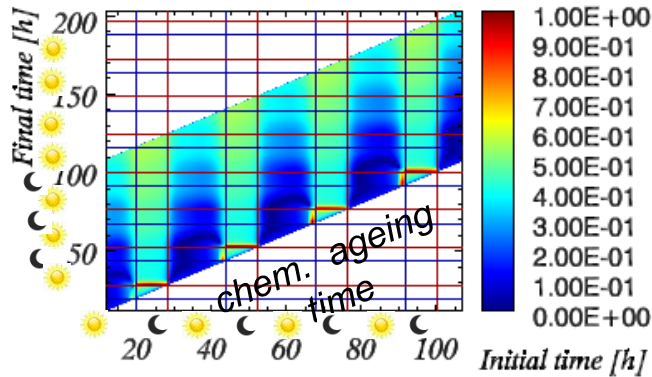 Final time [h]
200
150
100
50
chem. ageing
time
20 40 60 80 100
Initial time [h]
1.00E+00
9.00E-01
8.00E-01
7.00E-01
6.00E-01
5.00E-01
4.00E-01
3.00E-01
2.00E-01
1.00E-01
0.00E+00